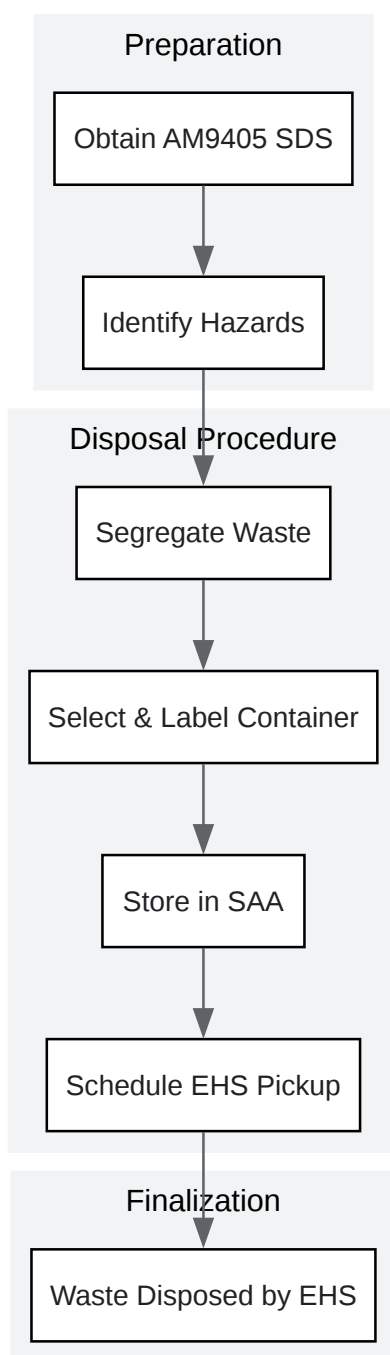 Preparation
Obtain AM9405 SDS
Identify Hazards
Disposal Procedure
Segregate Waste
Select & Label Container
Store in SAA
Schedule EHS Pickup
Finalization
Waste Disposed by EHS